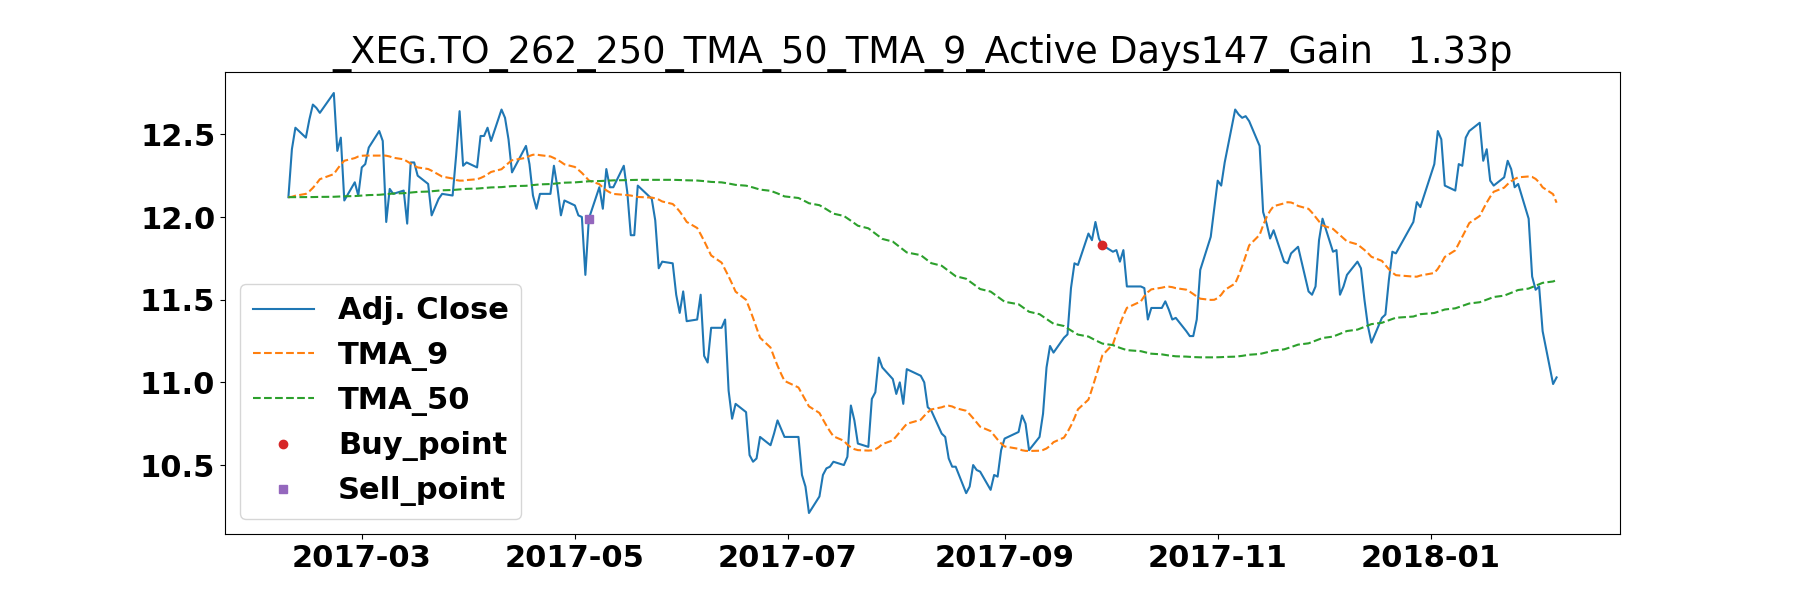 _XEG.TO_262_250_TMA_50_TMA_9_Active Days147_Gain   1.33p
12.5
12.0
11.5
11.0
10.5
Adj. Close
TMA_9
TMA_50
Buy_point
Sell_point
2017-03 2017-05 2017-07 2017-09 2017-11 2018-01